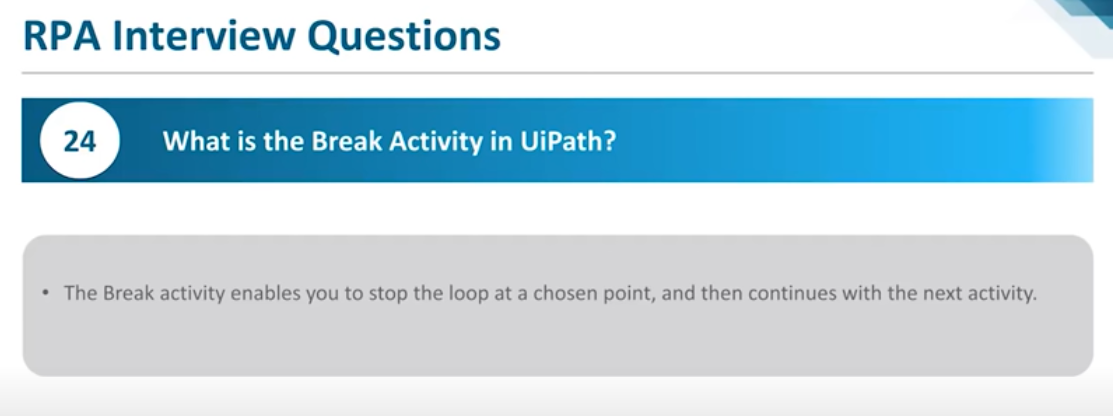 RPA Interview Questions
24
What is the Break Activity in UiPath?
• The Break activity enables you to stop the loop at a chosen point, and then continues with the next activity.